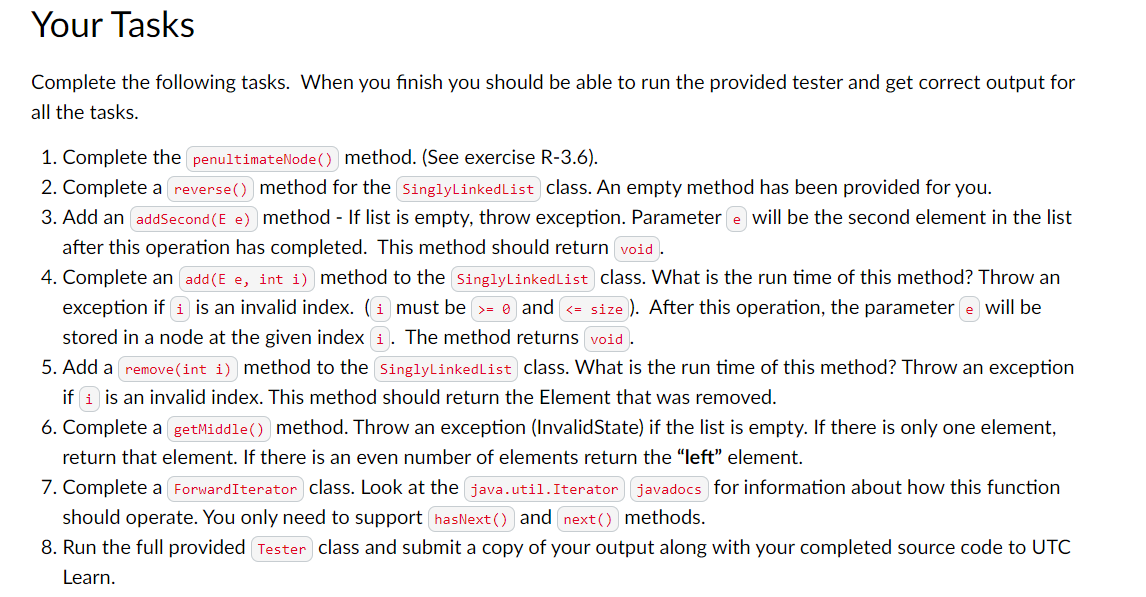 Your Tasks
Complete the following tasks.  When you finish you should be able to run the provided tester and get correct output for
all the tasks.
1. Complete the penultimateNode() method. (See exercise R-3.6).
2. Complete a reverse() method for the SinglyLinkedList class. An empty method has been provided for you.
3. Add an addSecond(E e) method - If list is empty, throw exception. Parameter e will be the second element in the list
after this operation has completed.  This method should return void.
4. Complete an add(E e, int i) method to the SinglyLinkedList class. What is the run time of this method? Throw an
exception if i is an invalid index.  (i must be >= 0 and <= size).  After this operation, the parameter e will be
stored in a node at the given index i.  The method returns void.
5. Add a remove(int i) method to the SinglyLinkedList class. What is the run time of this method? Throw an exception
if i is an invalid index. This method should return the Element that was removed.
6. Complete a getMiddle() method. Throw an exception (InvalidState) if the list is empty. If there is only one element,
return that element. If there is an even number of elements return the “left” element.
7. Complete a ForwardIterator class. Look at the java.util.Iterator javadocs for information about how this function
should operate. You only need to support hasNext() and next() methods.
8. Run the full provided Tester class and submit a copy of your output along with your completed source code to UTC
Learn.